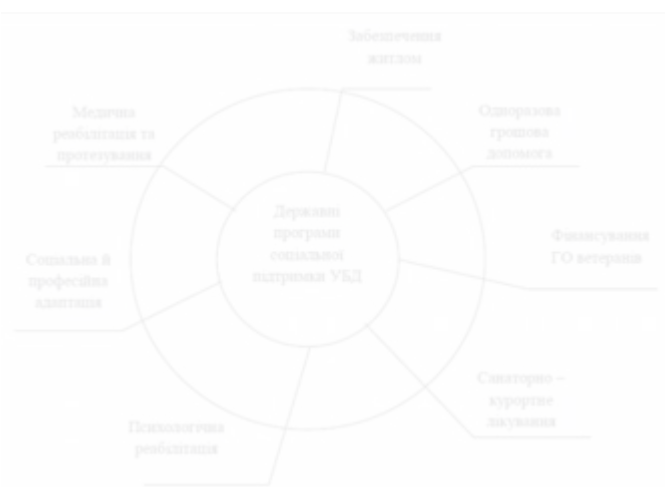 Забезпечення
житлом
Медична
реабілітація та
протезування
Одноразова
грошова
допомога
Державні
програми
соціальної
підтримки УБД
Фінансування
ГО ветеранів
Соціальна й
професійна
адаптація
Санаторно –
курортне
лікування
Психологічна
реабілітація